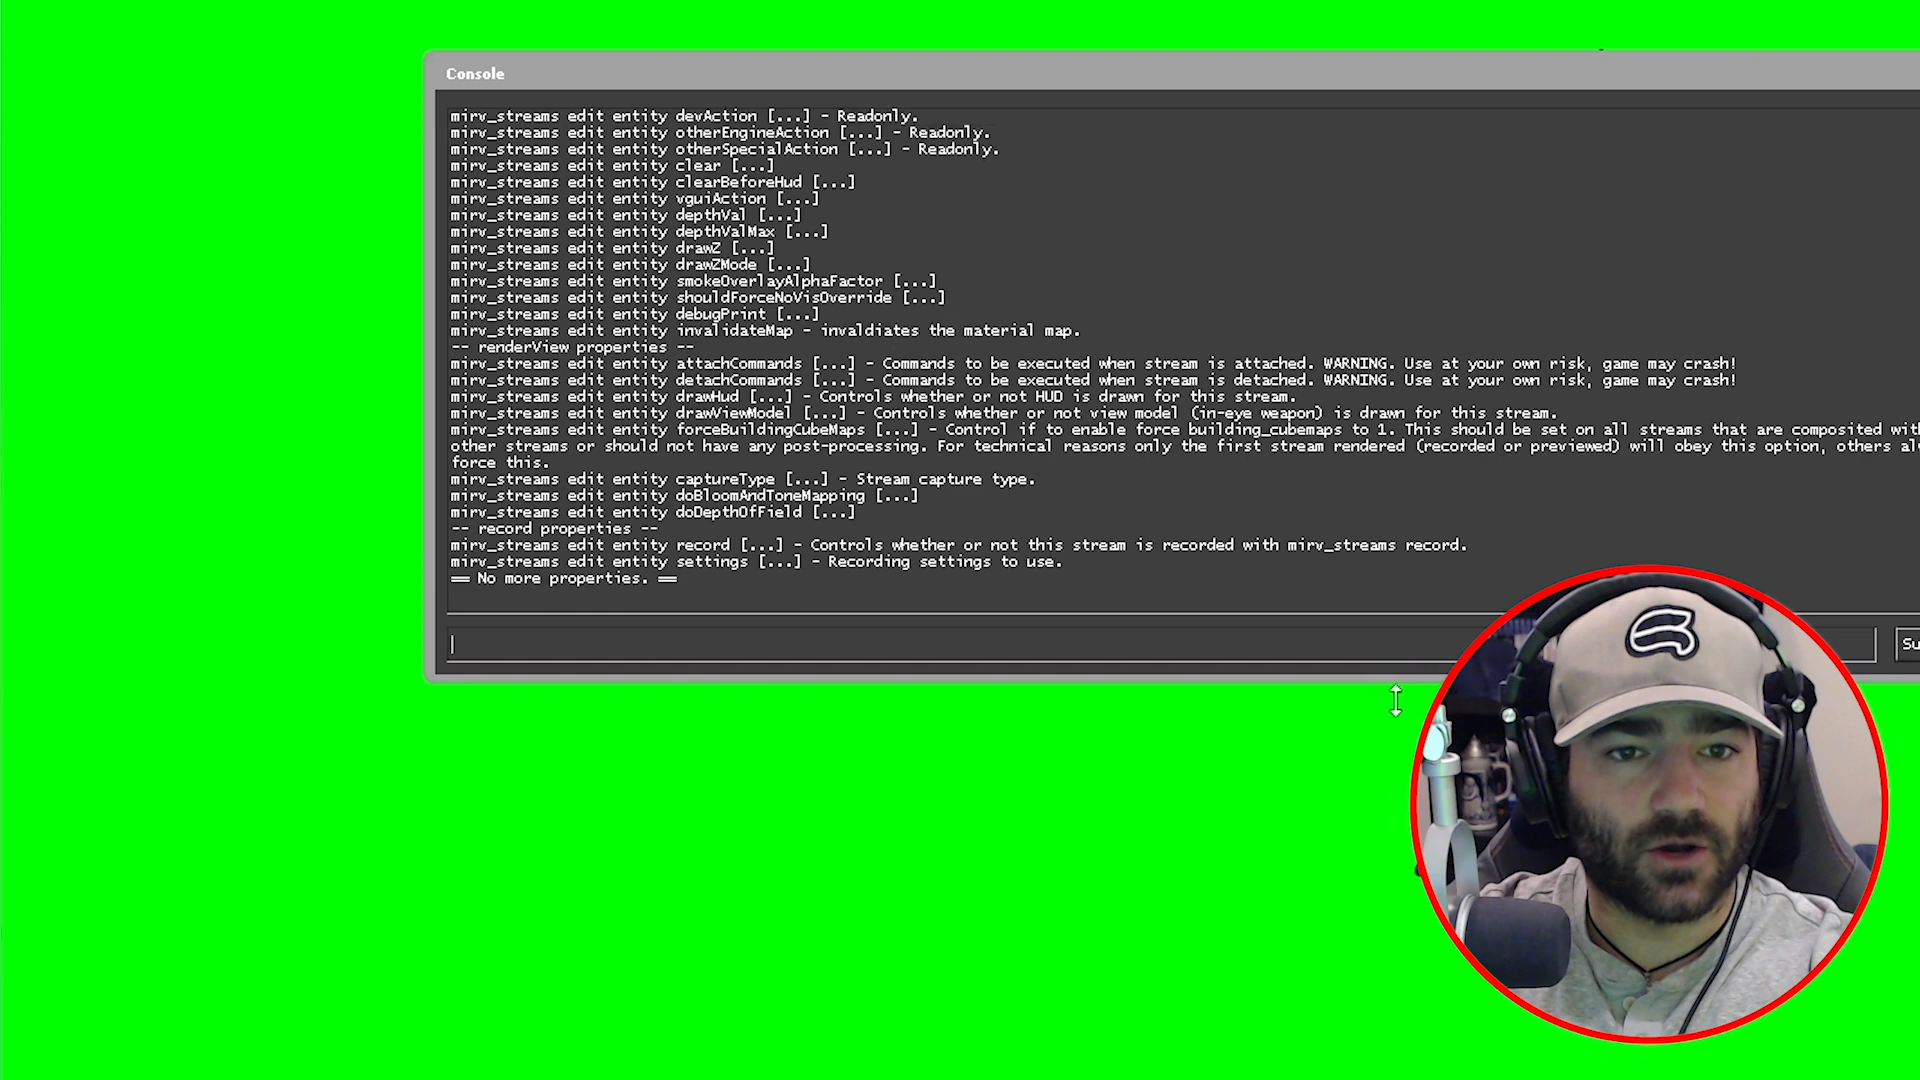 Console
mirv_streams edit entity devAction [...] - Readonly.
mirv_streams edit entity otherEngineAction [...] - Readonly.
mirv_streams edit entity otherSpecialAction [...] - Readonly.
mirv_streams edit entity clear [...]
mirv_streams edit entity clearBeforeHud [...]
mirv_streams edit entity vguiAction [...]
mirv_streams edit entity depthVal [...]
mirv_streams edit entity depthValMax [...]
mirv_streams edit entity drawZ [...]
mirv_streams edit entity drawZMode [...]
mirv_streams edit entity smokeOverlayAlphaFactor [...]
mirv_streams edit entity shouldForceNoVisOverride [...]
mirv_streams edit entity debugPrint [...]
mirv_streams edit entity invalidateMap - invaldiates the material map.
-- renderView properties --
mirv_streams edit entity attachCommands [...] - Commands to be executed when stream is attached. WARNING. Use at your own risk, game may crash!
mirv_streams edit entity detachCommands [...] - Commands to be executed when stream is detached. WARNING. Use at your own risk, game may crash!
mirv_streams edit entity drawHud [...] - Controls whether or not HUD is drawn for this stream.
mirv_streams edit entity drawViewModel [...] - Controls whether or not view model (in-eye weapon) is drawn for this stream.
mirv_streams edit entity forceBuildingCubeMaps [...] - Control if to enable force building_cubemaps to 1. This should be set on all streams that are composited wit
other streams or should not have any post-processing. For technical reasons only the first stream rendered (recorded or previewed) will obey this option, others al
force this.
mirv_streams edit entity captureType [...] - Stream capture type.
mirv_streams edit entity doBloomAndToneMapping [...]
mirv_streams edit entity doDepthOfField [...]
-- record properties --
mirv_streams edit entity record [...] - Controls whether or not this stream is recorded with mirv_streams record.
mirv_streams edit entity settings [...] - Recording settings to use.
== No more properties. ==
Su